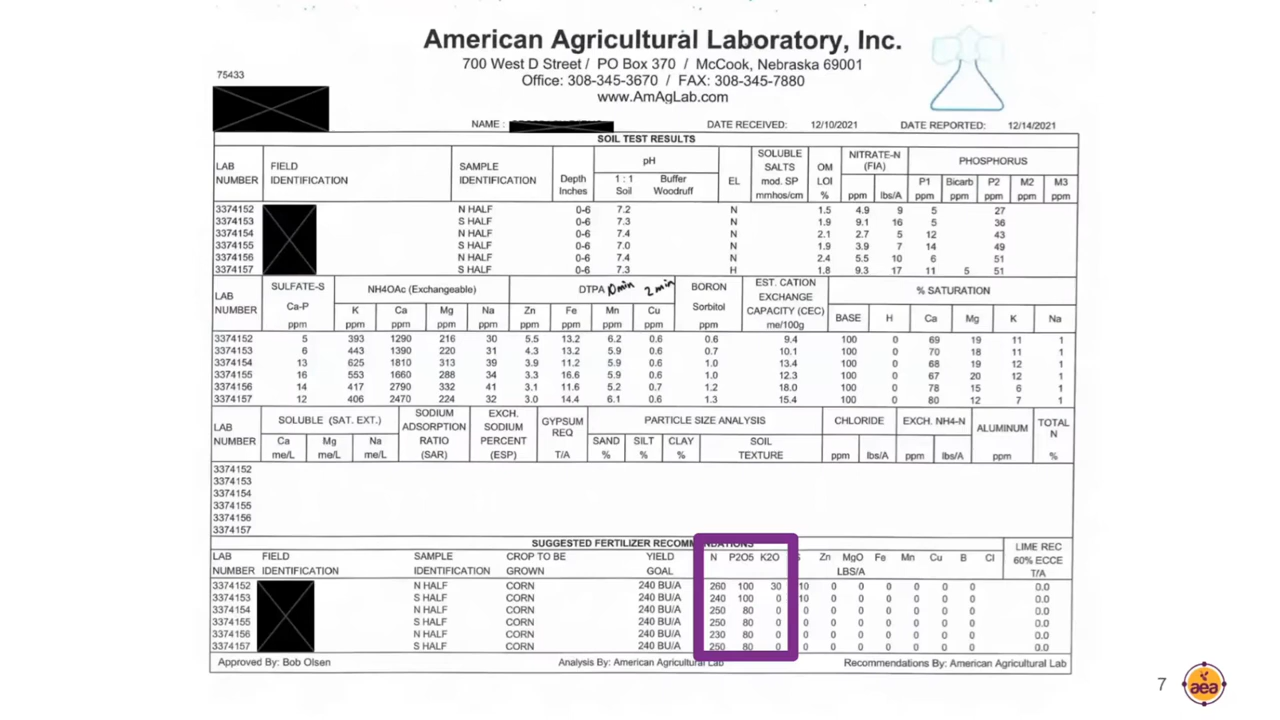 American Agricultural Laboratory, Inc.
700 West D Street / PO Box 370 / McCook, Nebraska 69001
Office: 308-345-3670 / FAX: 308-345-7880
www.AmAgLab.com
75433
NAME : DATE RECEIVED: 12/10/2021 DATE REPORTED: 12/14/2021
SOIL TEST RESULTS
LAB NUMBER FIELD IDENTIFICATION SAMPLE IDENTIFICATION Depth Inches pH 1 : 1 Soil Buffer Woodruff EL SOLUBLE SALTS mod. SP mmhos/cm OM LOI % NITRATE-N (FIA) ppm lbs/A PHOSPHORUS P1 ppm Bicarb ppm P2 ppm M2 ppm M3 ppm
3374152 N HALF 0-6 7.2 N 1.5 4.9 9 5 27
3374153 S HALF 0-6 7.3 N 1.9 9.1 16 5 36
3374154 N HALF 0-6 7.4 N 2.1 2.7 5 12 43
3374155 S HALF 0-6 7.0 N 1.9 3.9 7 14 49
3374156 N HALF 0-6 7.4 N 2.4 5.5 10 6 51
3374157 S HALF 0-6 7.3 H 1.8 9.3 17 11 5 51
LAB NUMBER SULFATE-S Ca-P ppm NH4OAc (Exchangeable) K ppm Ca ppm Mg ppm Na ppm DTPA 10min 2 min Zn ppm Fe ppm Mn ppm Cu ppm BORON Sorbitol ppm EST. CATION EXCHANGE CAPACITY (CEC) me/100g % SATURATION BASE H Ca Mg K Na
3374152 5 393 1290 216 30 5.5 13.2 6.2 0.6 0.6 9.4 100 0 69 19 11 1
3374153 6 443 1390 220 31 4.3 13.2 5.9 0.6 0.7 10.1 100 0 70 18 11 1
3374154 13 625 1810 313 39 3.9 11.2 5.9 0.6 1.0 13.4 100 0 68 19 12 1
3374155 16 553 1660 288 34 3.3 16.6 5.9 0.6 1.0 12.3 100 0 67 20 12 1
3374156 14 417 2790 332 41 3.1 11.6 5.2 0.7 1.2 18.0 100 0 78 15 6 1
3374157 12 406 2470 224 32 3.0 14.4 6.1 0.6 1.3 15.4 100 0 80 12 7 1
LAB NUMBER SOLUBLE (SAT. EXT.) Ca me/L Mg me/L Na me/L SODIUM ADSORPTION RATIO (SAR) EXCH. SODIUM PERCENT (ESP) GYPSUM REQ T/A PARTICLE SIZE ANALYSIS SAND % SILT % CLAY % SOIL TEXTURE CHLORIDE ppm lbs/A EXCH. NH4-N ppm lbs/A ALUMINUM ppm TOTAL N %
3374152
3374153
3374154
3374155
3374156
3374157
SUGGESTED FERTILIZER RECOMMENDATIONS
LAB NUMBER FIELD IDENTIFICATION SAMPLE IDENTIFICATION CROP TO BE GROWN YIELD GOAL N P2O5 K2O S Zn MgO Fe Mn Cu B Cl LBS/A LIME REC 60% ECCE T/A
3374152 N HALF CORN 240 BU/A 260 100 30 10 0 0 0 0 0 0 0.0
3374153 S HALF CORN 240 BU/A 240 100 0 10 0 0 0 0 0 0 0.0
3374154 N HALF CORN 240 BU/A 250 80 0 0 0 0 0 0 0 0 0.0
3374155 S HALF CORN 240 BU/A 250 80 0 0 0 0 0 0 0 0 0.0
3374156 N HALF CORN 240 BU/A 230 80 0 0 0 0 0 0 0 0 0.0
3374157 S HALF CORN 240 BU/A 250 80 0 0 0 0 0 0 0 0 0.0
Approved By: Bob Olsen Analysis By: American Agricultural Lab Recommendations By: American Agricultural Lab
7
aea